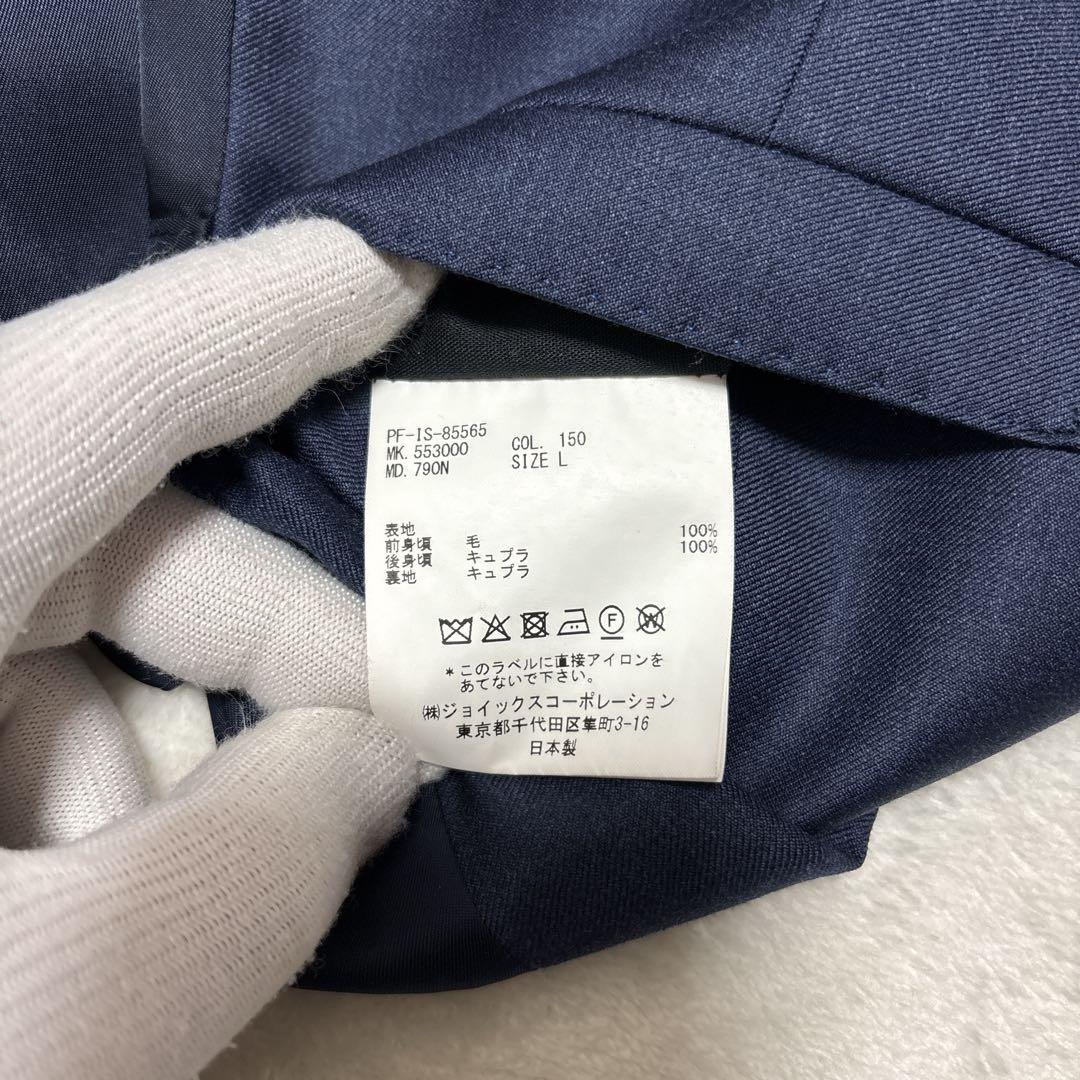 PF-IS-85565
MK. 553000 COL. 150
MD. 790N SIZE L
表地
前身頃 毛 100%
後身頃 キュプラ 100%
裏地 キュプラ
F
W
*このラベルに直接アイロンを
あてないで下さい。
㈱ジョイックスコーポレーション
東京都千代田区隼町3-16
日本製